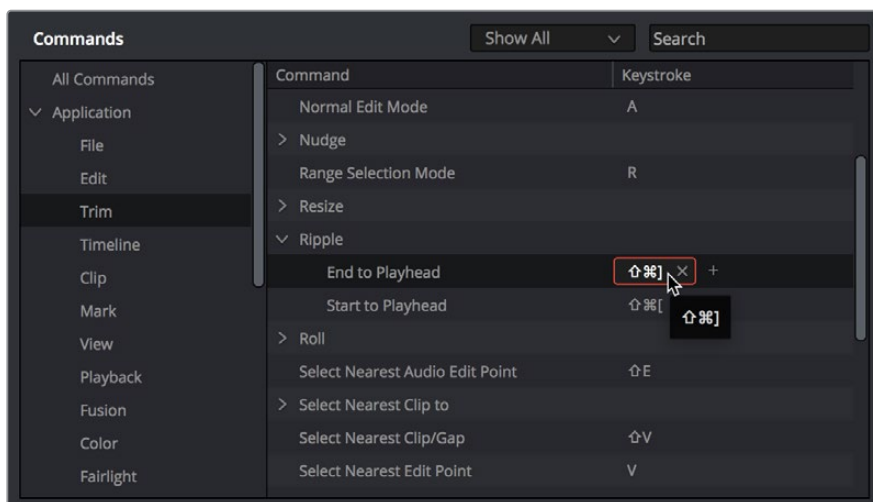 Commands
Show All
Search
All Commands
Application
File
Edit
Trim
Timeline
Clip
Mark
View
Playback
Fusion
Color
Fairlight
Command Keystroke
Normal Edit Mode A
Nudge
Range Selection Mode R
Resize
Ripple
End to Playhead ⇧⌘] × +
Start to Playhead ⇧⌘[
⇧⌘]
Roll
Select Nearest Audio Edit Point ⇧E
Select Nearest Clip to
Select Nearest Clip/Gap ⇧V
Select Nearest Edit Point V